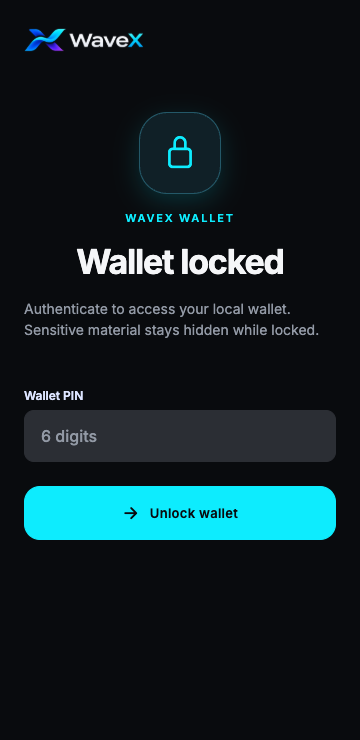 WaveX
WAVEX WALLET
Wallet locked
Authenticate to access your local wallet.
Sensitive material stays hidden while locked.
Wallet PIN
6 digits
Unlock wallet